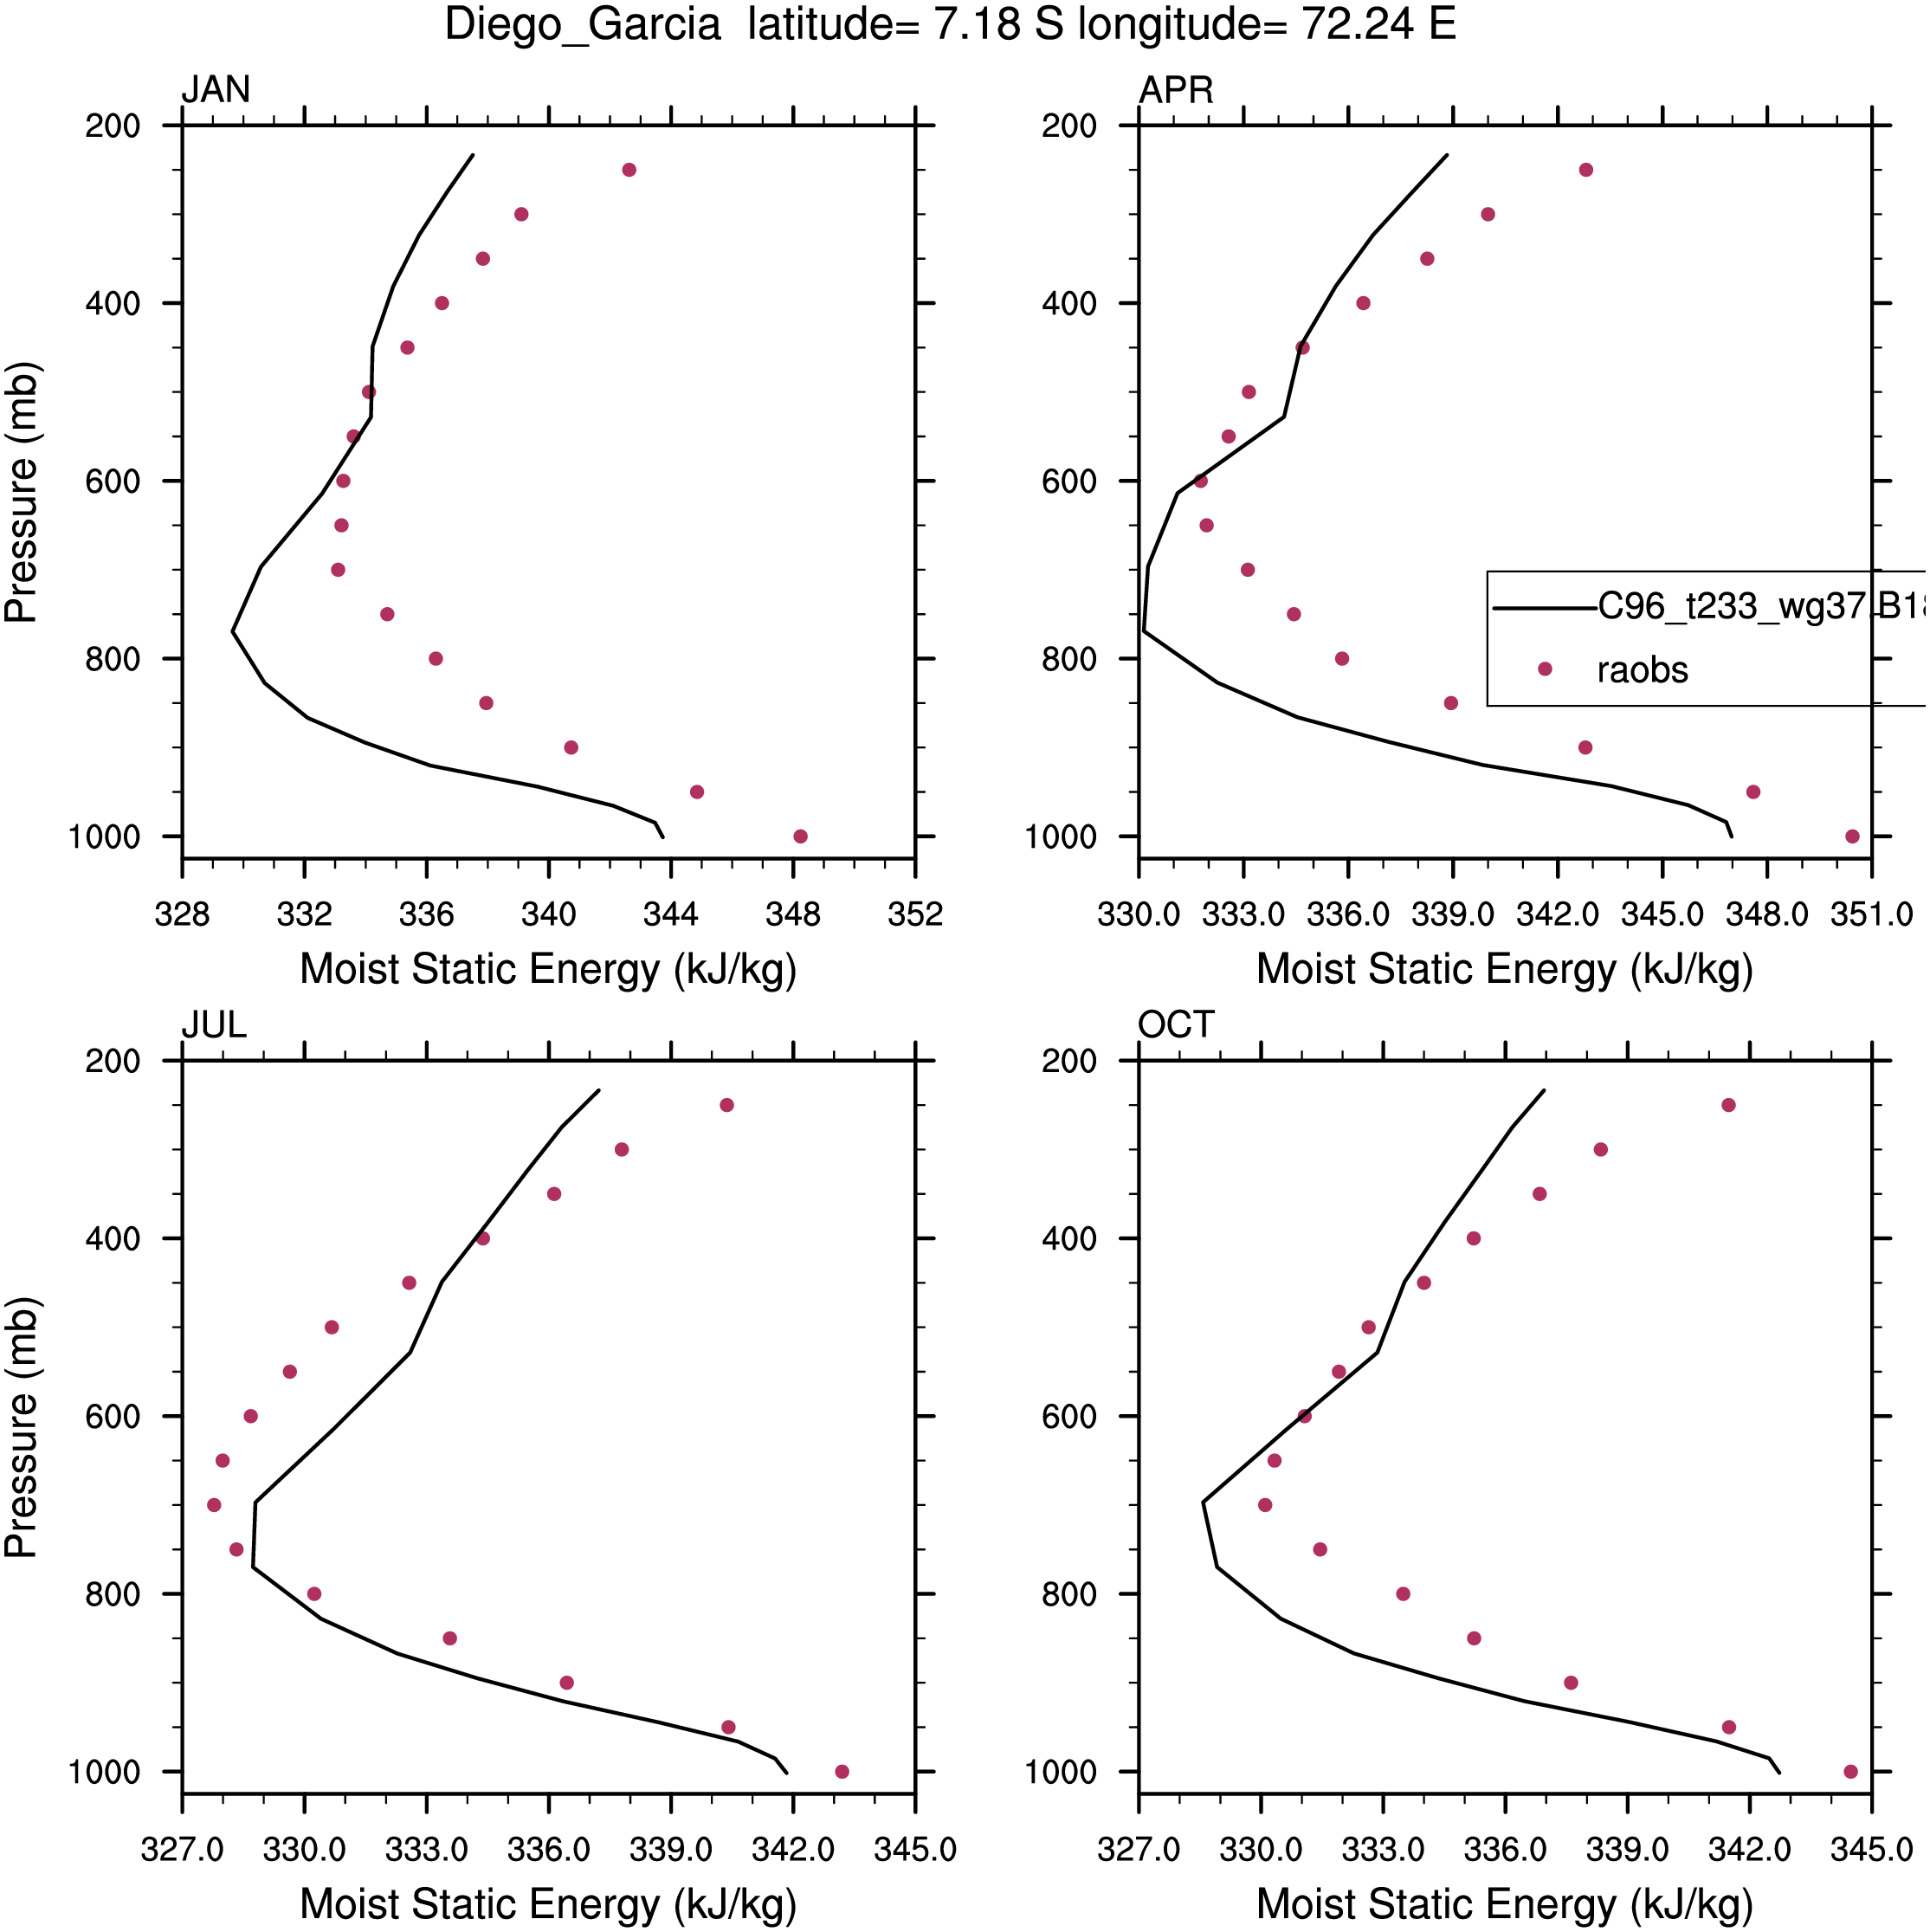 Diego_Garcia latitude= 7.18 S longitude= 72.24 E
JAN
200
400
600
800
1000
Pressure (mb)
328 332 336 340 344 348 352
Moist Static Energy (kJ/kg)
APR
200
400
600
800
1000
330.0 333.0 336.0 339.0 342.0 345.0 348.0 351.0
Moist Static Energy (kJ/kg)
C96_t233_wg37.B18
raobs
JUL
200
400
600
800
1000
Pressure (mb)
327.0 330.0 333.0 336.0 339.0 342.0 345.0
Moist Static Energy (kJ/kg)
OCT
200
400
600
800
1000
327.0 330.0 333.0 336.0 339.0 342.0 345.0
Moist Static Energy (kJ/kg)